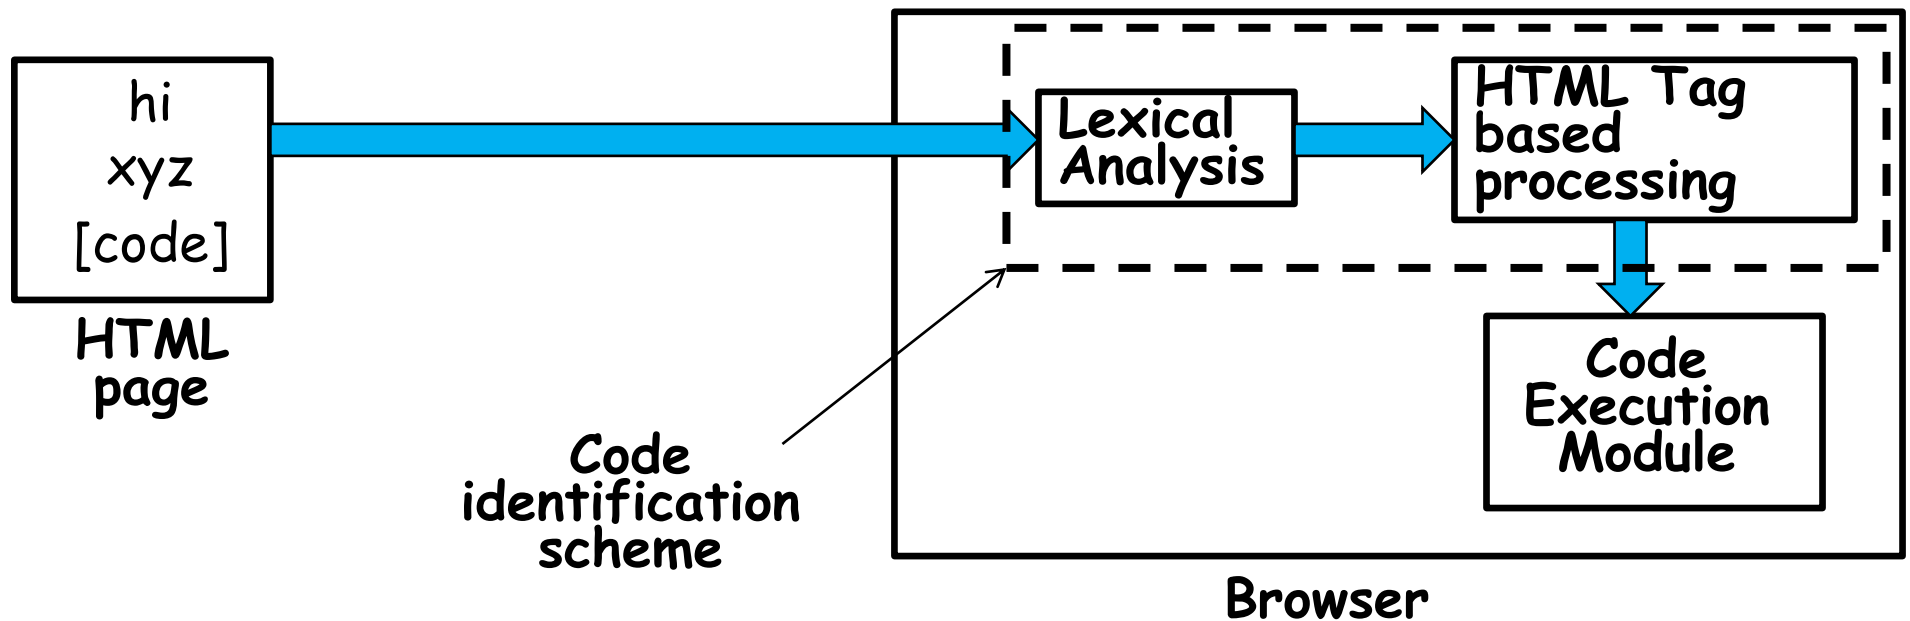 hi
xyz
[code]
HTML
page
Lexical
Analysis
HTML Tag
based
processing
Code
Execution
Module
Code
identification
scheme
Browser